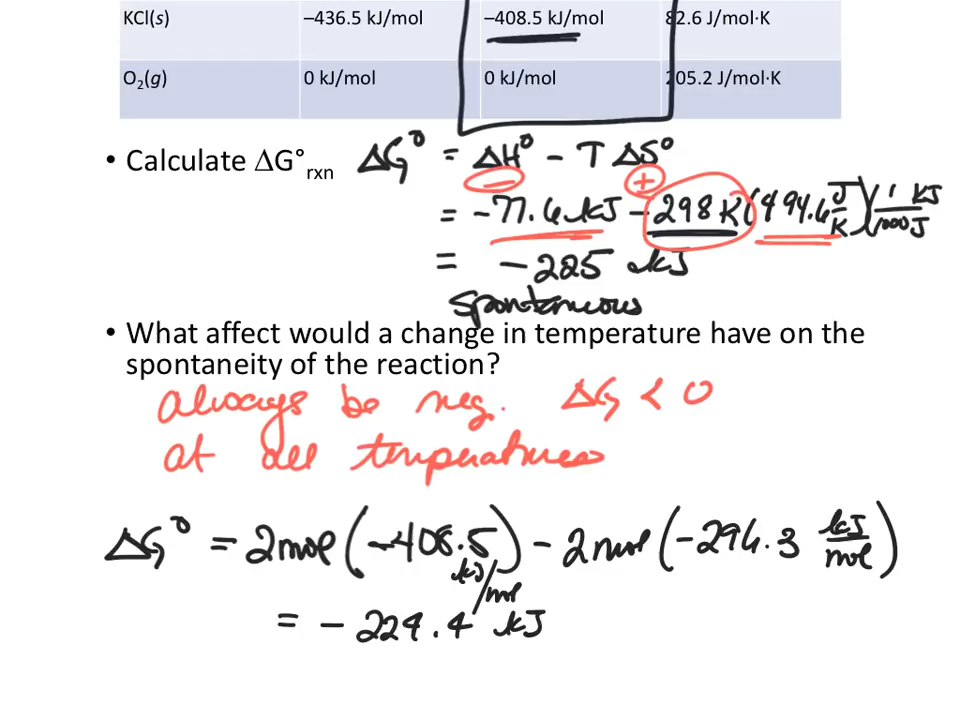 KCl(s) –436.5 kJ/mol –408.5 kJ/mol 82.6 J/mol·K
O₂(g) 0 kJ/mol 0 kJ/mol 205.2 J/mol·K
• Calculate ΔG°rxn ΔG° = ΔH° - T ΔS°
= -77.6 kJ - 298 K (494.6 J/K)(1 kJ/1000 J)
= -225 kJ
spontaneous
• What affect would a change in temperature have on the
spontaneity of the reaction?
always be neg. ΔG < 0
at all temperatures
ΔG° = 2 mol (-408.5 kJ/mol) - 2 mol (-296.3 kJ/mol)
= -224.4 kJ